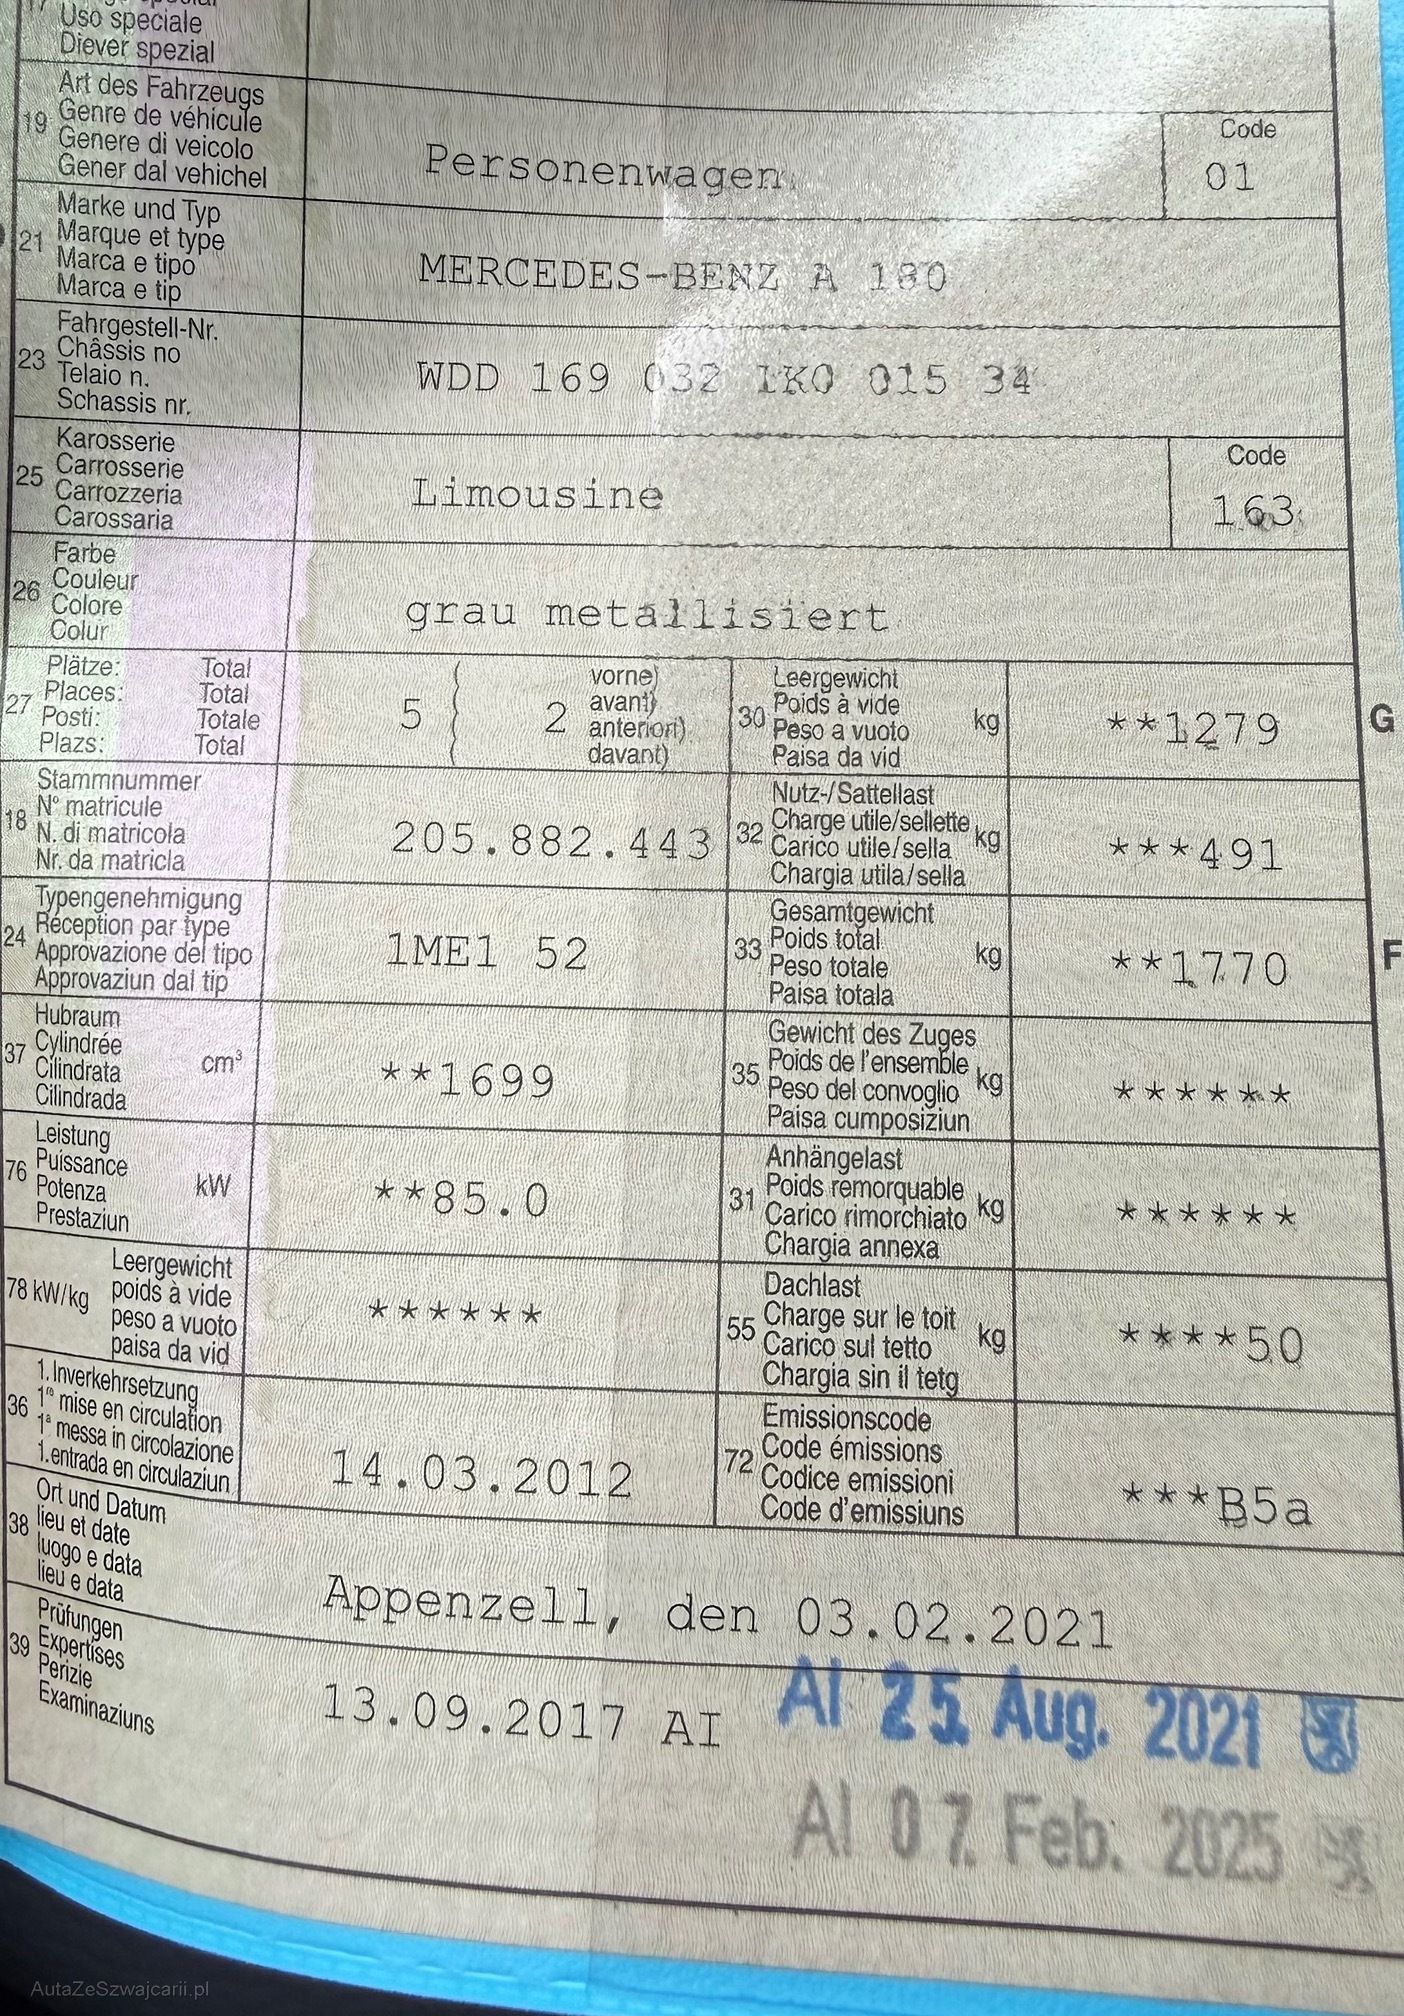 17 Uso speciale
Diever spezial
19 Art des Fahrzeugs
Genre de véhicule
Genere di veicolo
Gener dal vehichel
Personenwagen
Code
01
21 Marke und Typ
Marque et type
Marca e tipo
Marca e tip
MERCEDES-BENZ A 180
23 Fahrgestell-Nr.
Châssis no
Telaio n.
Schassis nr.
WDD 169 032 1K0 015 34
25 Karosserie
Carrosserie
Carrozzeria
Carossaria
Limousine
Code
163
26 Farbe
Couleur
Colore
Colur
grau metallisiert
27 Plätze: Total
Places: Total
Posti: Totale
Plazs: Total
5 { 2 vorne)
avant)
anteriori)
davant)
30 Leergewicht
Poids à vide
Peso a vuoto
Paisa da vid
kg
**1279
G
18 Stammnummer
N° matricule
N. di matricola
Nr. da matricla
205.882.443
32 Nutz-/Sattellast
Charge utile/sellette
Carico utile/sella
Chargia utila/sella
kg
***491
24 Typengenehmigung
Réception par type
Approvazione del tipo
Approvaziun dal tip
1ME1 52
33 Gesamtgewicht
Poids total
Peso totale
Paisa totala
kg
**1770
F
37 Hubraum
Cylindrée
Cilindrata
Cilindrada
cm³
**1699
35 Gewicht des Zuges
Poids de l'ensemble
Peso del convoglio
Paisa cumposiziun
kg
******
76 Leistung
Puissance
Potenza
Prestaziun
kW
**85.0
31 Anhängelast
Poids remorquable
Carico rimorchiato
Chargia annexa
kg
******
78 kW/kg Leergewicht
poids à vide
peso a vuoto
paisa da vid
******
55 Dachlast
Charge sur le toit
Carico sul tetto
Chargia sin il tetg
kg
****50
36 1. Inverkehrsetzung
1re mise en circulation
1a messa in circolazione
1. entrada en circulaziun
14.03.2012
72 Emissionscode
Code émissions
Codice emissioni
Code d'emissiuns
***B5a
38 Ort und Datum
lieu et date
luogo e data
lieu e data
Appenzell, den 03.02.2021
39 Prüfungen
Expertises
Perizie
Examinaziuns
13.09.2017 AI
AI 25. Aug. 2021
AI 07. Feb. 2025
AutaZeSzwajcarii.pl